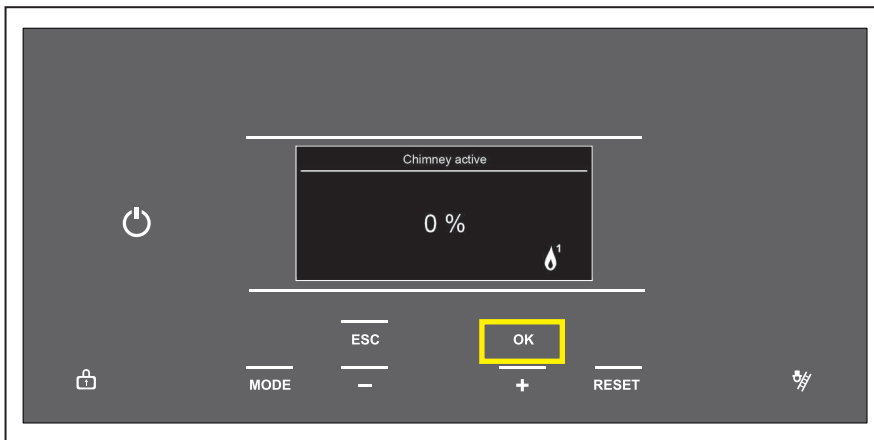 Chimney active
0 %
1
ESC OK
MODE – + RESET